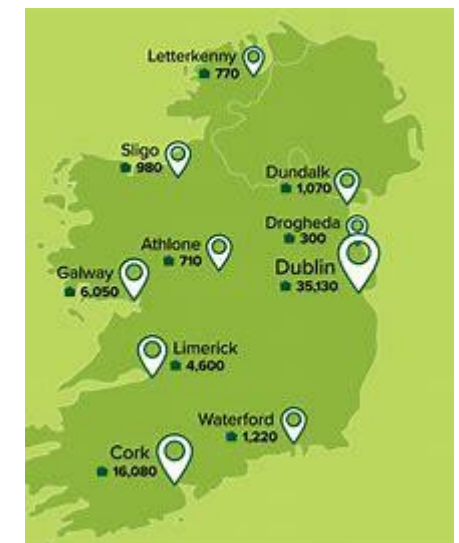 Letterkenny
770
Sligo
980
Dundalk
1,070
Drogheda
300
Athlone
710
Dublin
35,130
Galway
6,050
Limerick
4,600
Waterford
1,220
Cork
16,080